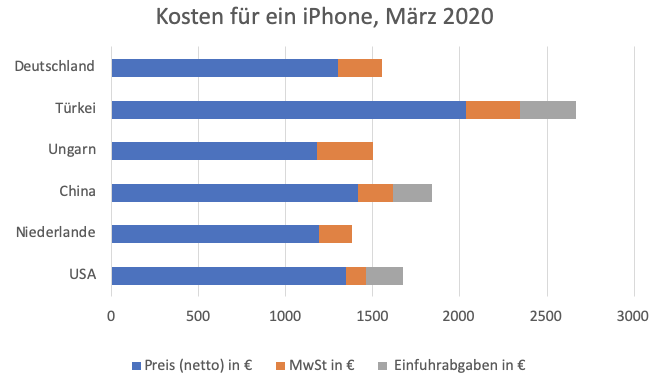 Kosten für ein iPhone, März 2020
Deutschland
Türkei
Ungarn
China
Niederlande
USA
0 500 1000 1500 2000 2500 3000
Preis (netto) in € MwSt in € Einfuhrabgaben in €